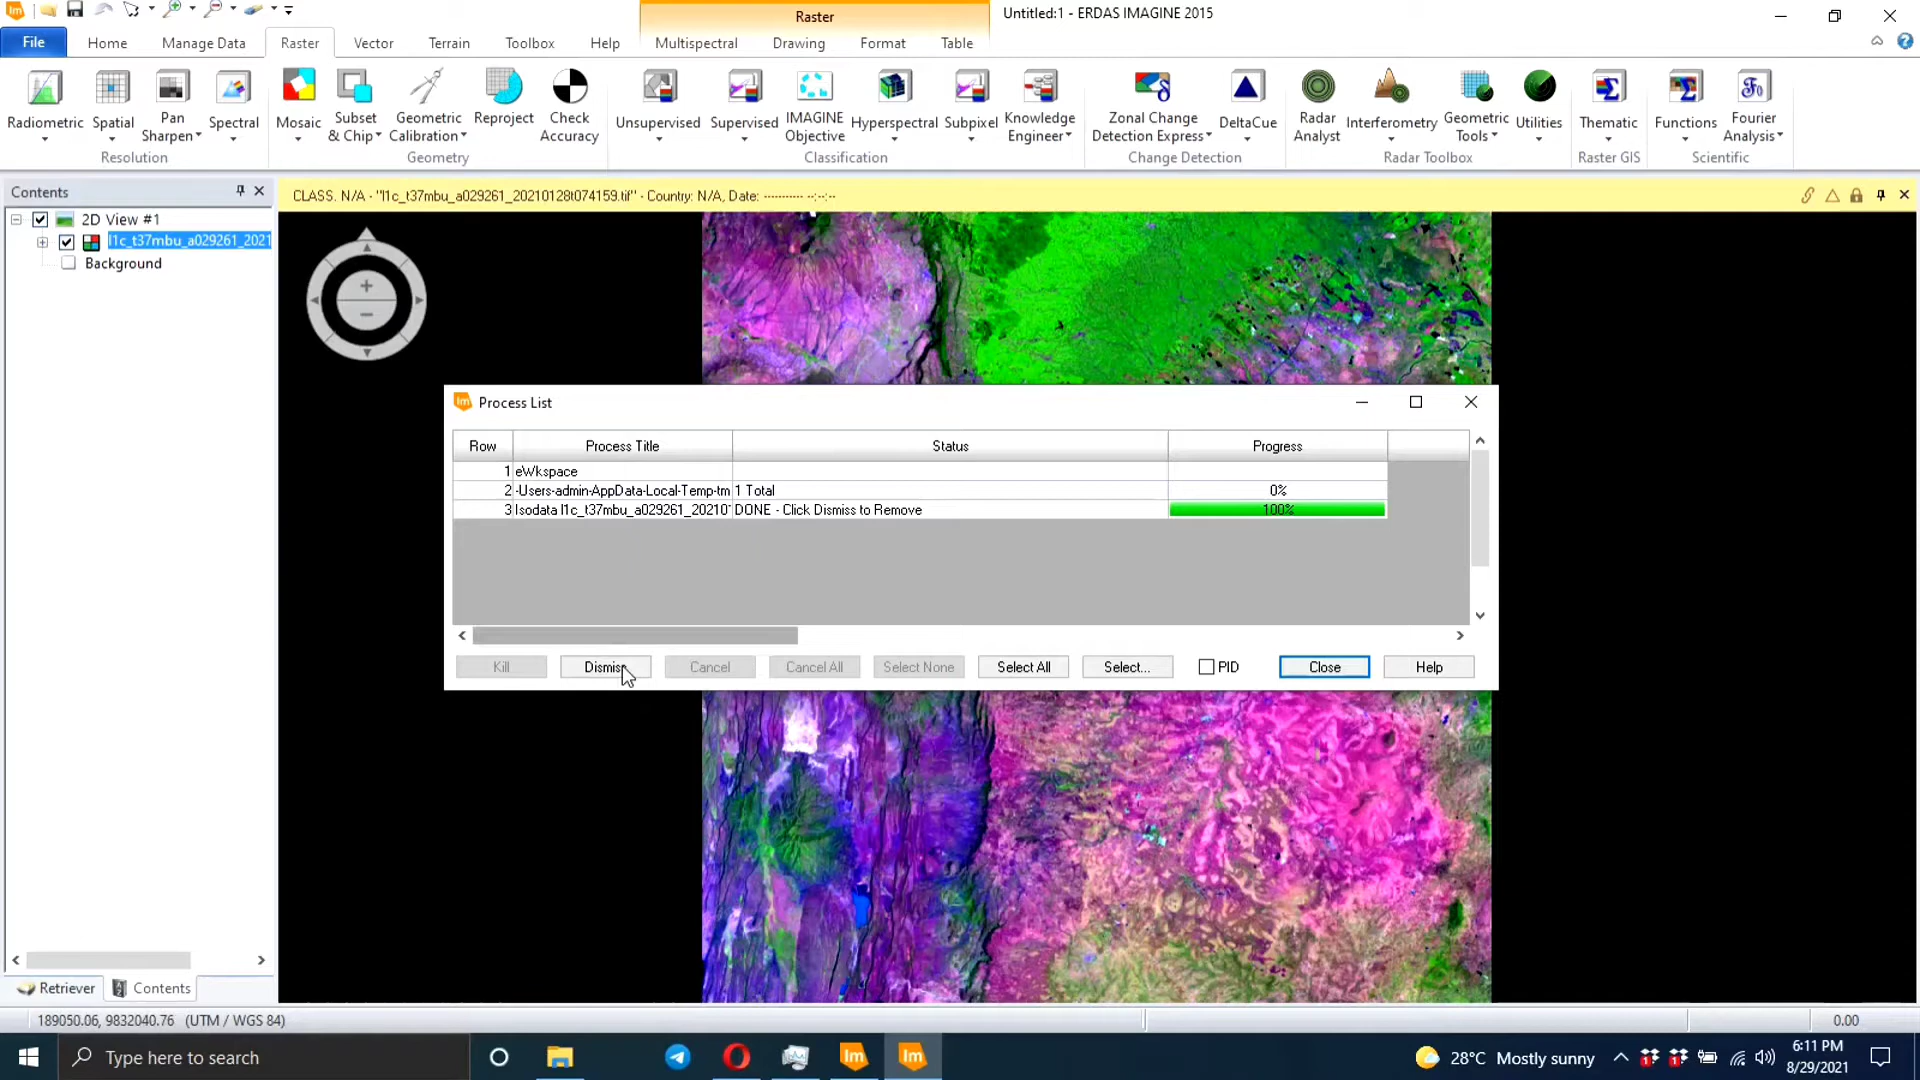 Untitled:1 - ERDAS IMAGINE 2015
Raster
File
Home
Manage Data
Raster
Vector
Terrain
Toolbox
Help
Multispectral
Drawing
Format
Table
Radiometric
Spatial
Pan
Sharpen
Spectral
Resolution
Mosaic
Subset
& Chip
Geometric
Calibration
Reproject
Check
Accuracy
Geometry
Unsupervised
Supervised
IMAGINE
Objective
Hyperspectral
Subpixel
Knowledge
Engineer
Classification
Zonal Change
Detection Express
DeltaCue
Change Detection
Radar
Analyst
Interferometry
Geometric
Tools
Utilities
Radar Toolbox
Thematic
Raster GIS
Functions
Fourier
Analysis
Scientific
Contents
2D View #1
l1c_t37mbu_a029261_2021
Background
CLASS. N/A - "l1c_t37mbu_a029261_20210128t074159.tif" - Country: N/A, Date: ----------- --:--:--
Process List
Row Process Title Status Progress
1 eWkspace
2 -Users-admin-AppData-Local-Temp-tm 1 Total 0%
3 Isodata l1c_t37mbu_a029261_20210 DONE - Click Dismiss to Remove 100%
Kill
Dismiss
Cancel
Cancel All
Select None
Select All
Select...
PID
Close
Help
Retriever
Contents
189050.06, 9832040.76 (UTM / WGS 84)
0.00
Type here to search
28°C Mostly sunny
6:11 PM
8/29/2021